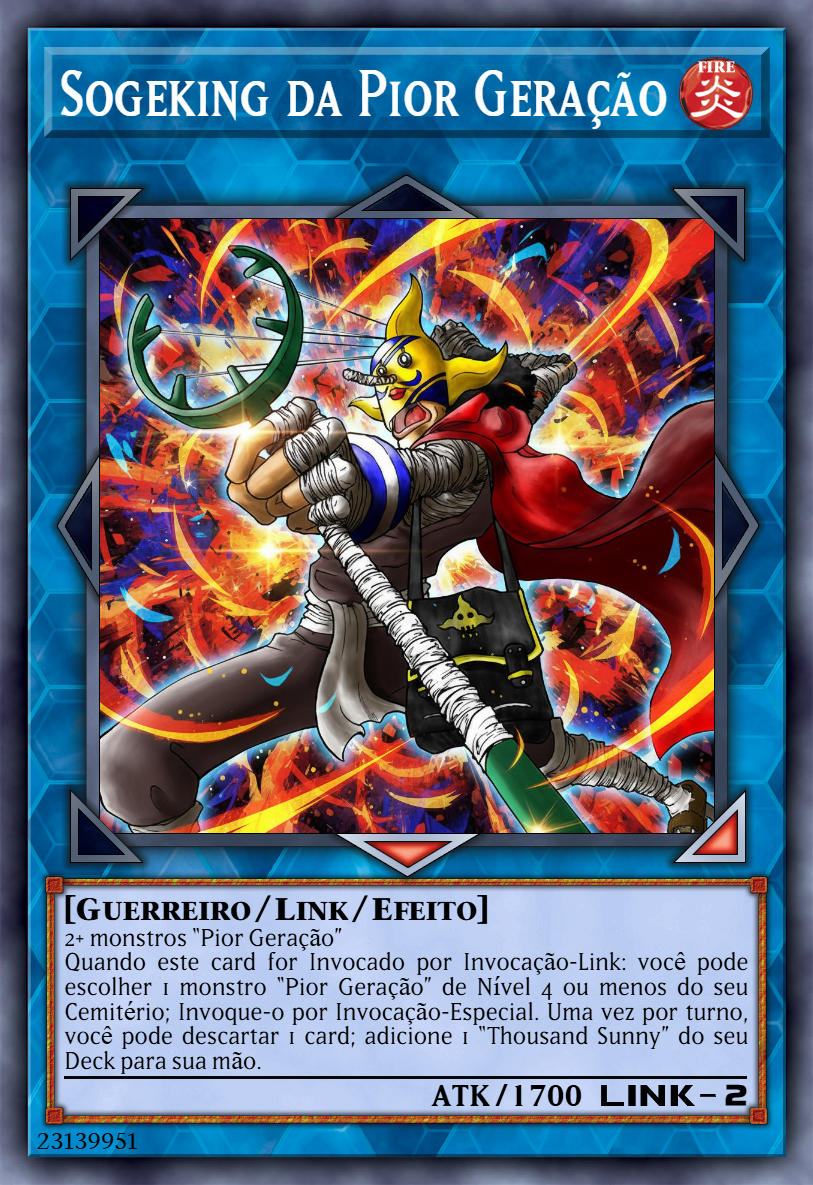 Sogeking da Pior Geração
FIRE
炎
[Guerreiro/Link/Efeito]
2+ monstros "Pior Geração"
Quando este card for Invocado por Invocação-Link: você pode
escolher 1 monstro "Pior Geração" de Nível 4 ou menos do seu
Cemitério; Invoque-o por Invocação-Especial. Uma vez por turno,
você pode descartar 1 card; adicione 1 "Thousand Sunny" do seu
Deck para sua mão.
ATK/1700 LINK-2
23139951